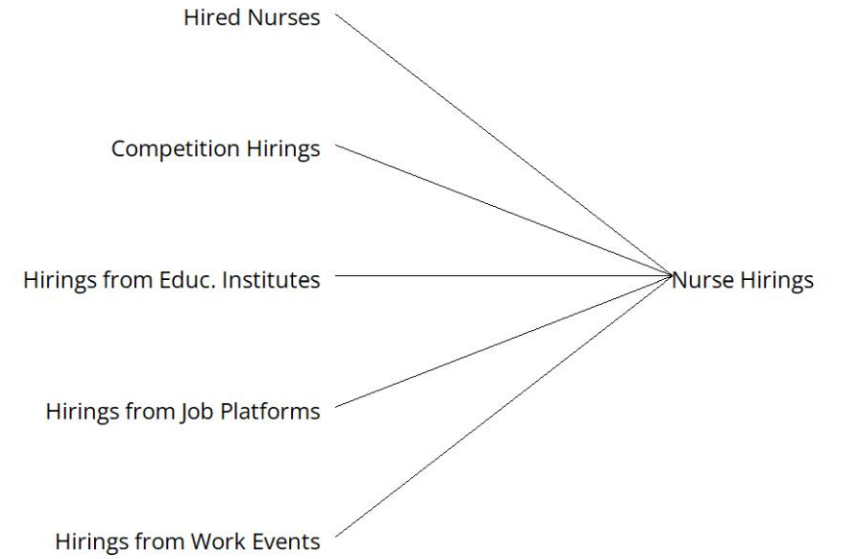 Hired Nurses
Competition Hirings
Hirings from Educ. Institutes
Nurse Hirings
Hirings from Job Platforms
Hirings from Work Events